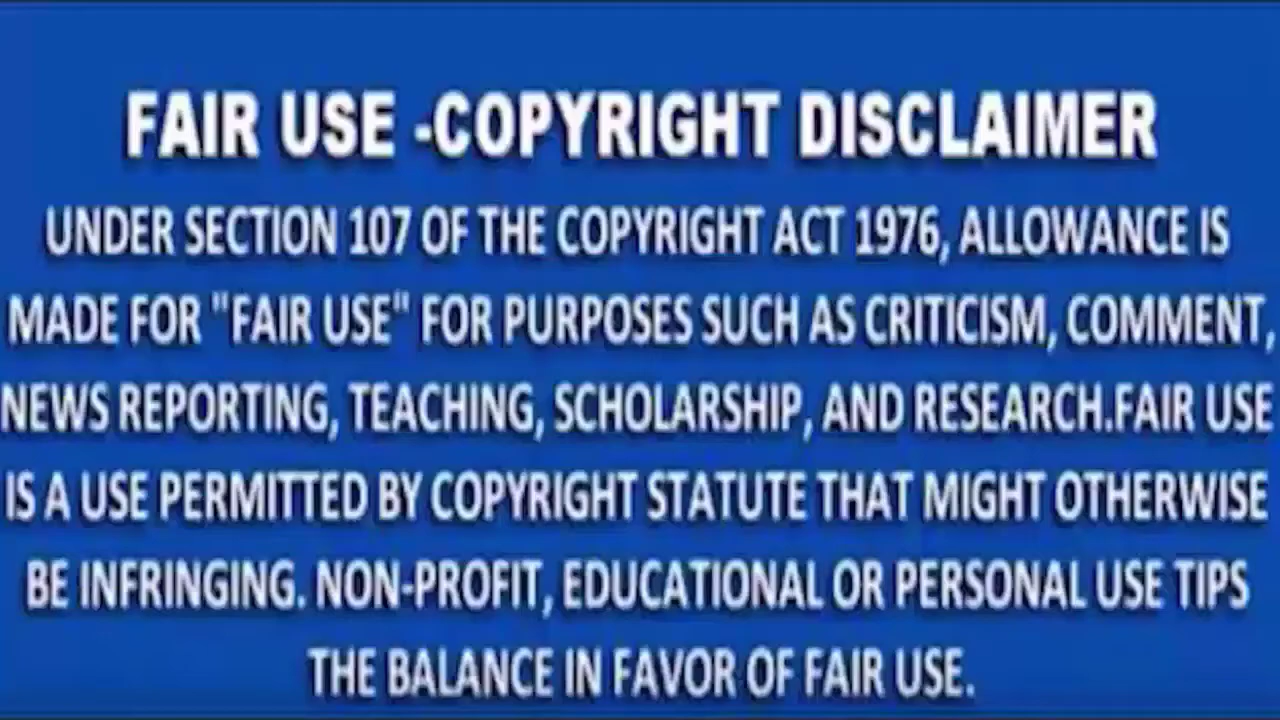 FAIR USE -COPYRIGHT DISCLAIMER
UNDER SECTION 107 OF THE COPYRIGHT ACT 1976, ALLOWANCE IS
MADE FOR "FAIR USE" FOR PURPOSES SUCH AS CRITICISM, COMMENT,
NEWS REPORTING, TEACHING, SCHOLARSHIP, AND RESEARCH.FAIR USE
IS A USE PERMITTED BY COPYRIGHT STATUTE THAT MIGHT OTHERWISE
BE INFRINGING. NON-PROFIT, EDUCATIONAL OR PERSONAL USE TIPS
THE BALANCE IN FAVOR OF FAIR USE.